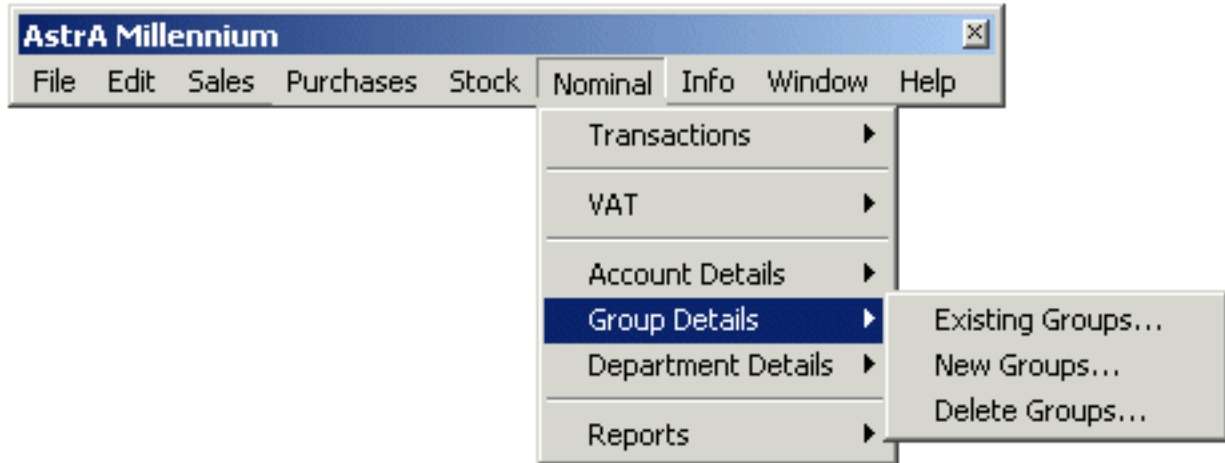 AstrA Millennium
File Edit Sales Purchases Stock Nominal Info Window Help
Transactions
VAT
Account Details
Group Details
Existing Groups...
Department Details
New Groups...
Delete Groups...
Reports